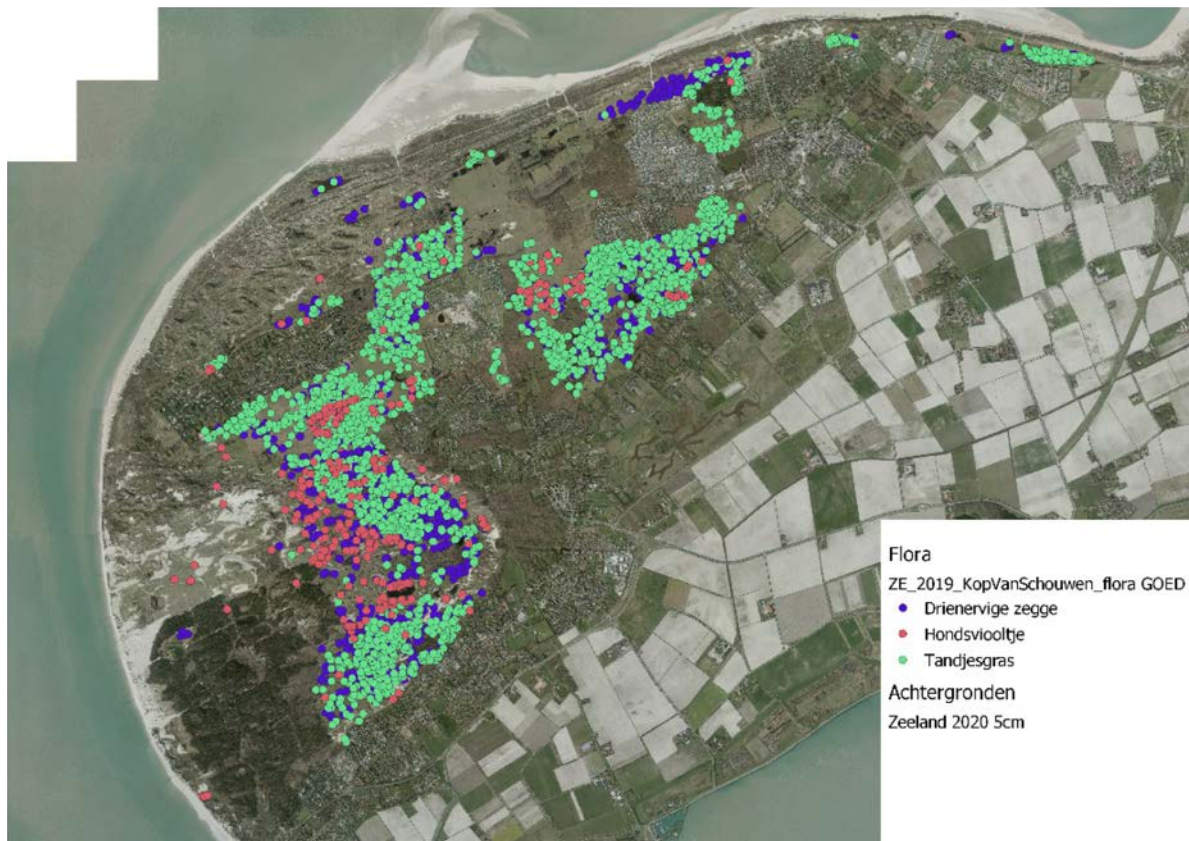 Flora
ZE_2019_KopVanSchouwen_flora GOED
Drienervige zegge
Hondsviooltje
Tandjesgras
Achtergronden
Zeeland 2020 5cm